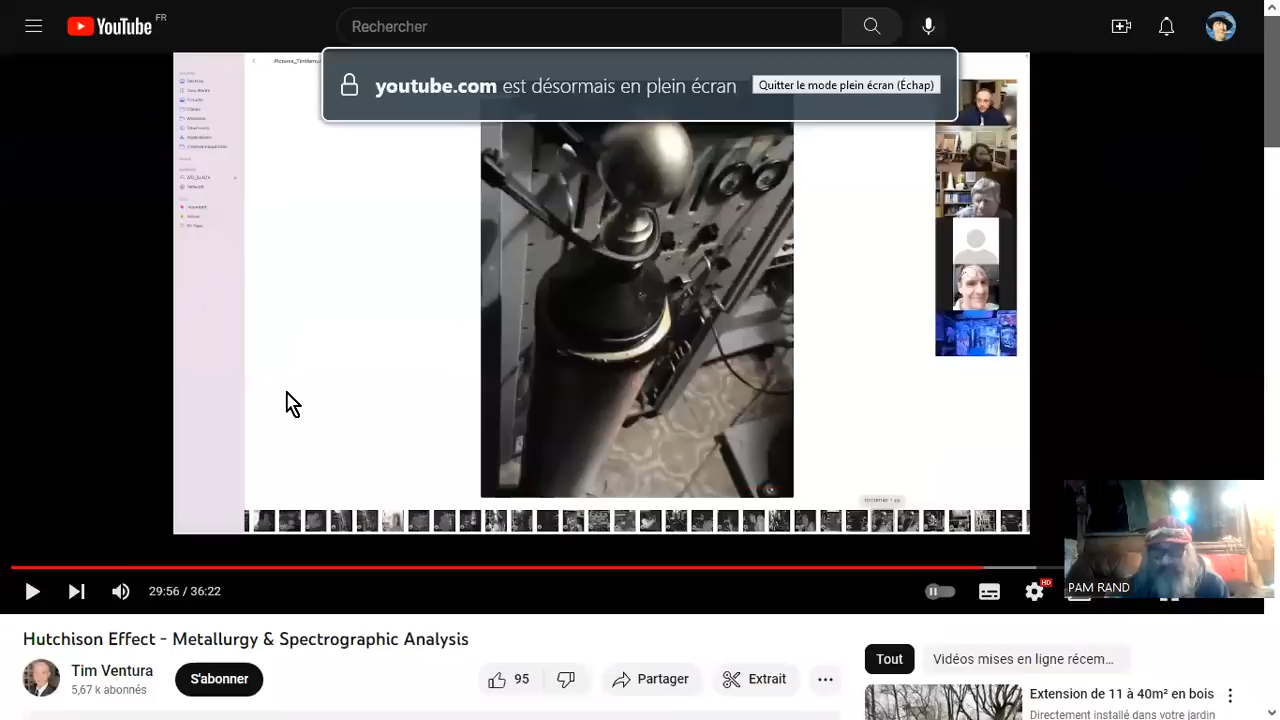 YouTube FR
Rechercher
youtube.com est désormais en plein écran
Quitter le mode plein écran (Échap)
PAM RAND
29:56 / 36:22
HD
Hutchison Effect - Metallurgy & Spectrographic Analysis
Tim Ventura
5,67 k abonnés
S'abonner
95
Partager
Extrait
Tout
Vidéos mises en ligne récem...
Extension de 11 à 40m² en bois
Directement installé dans votre jardin